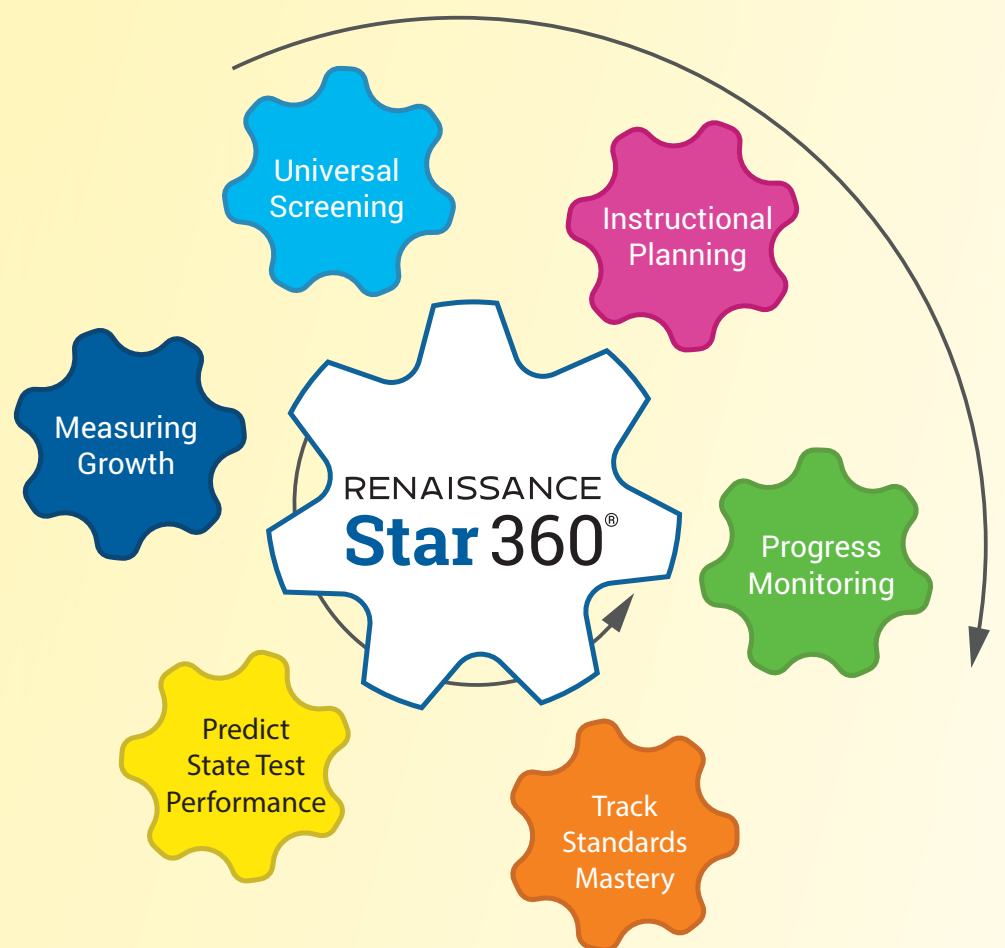 Universal
Screening
Instructional
Planning
Measuring
Growth
RENAISSANCE
Star 360®
Progress
Monitoring
Predict
State Test
Performance
Track
Standards
Mastery